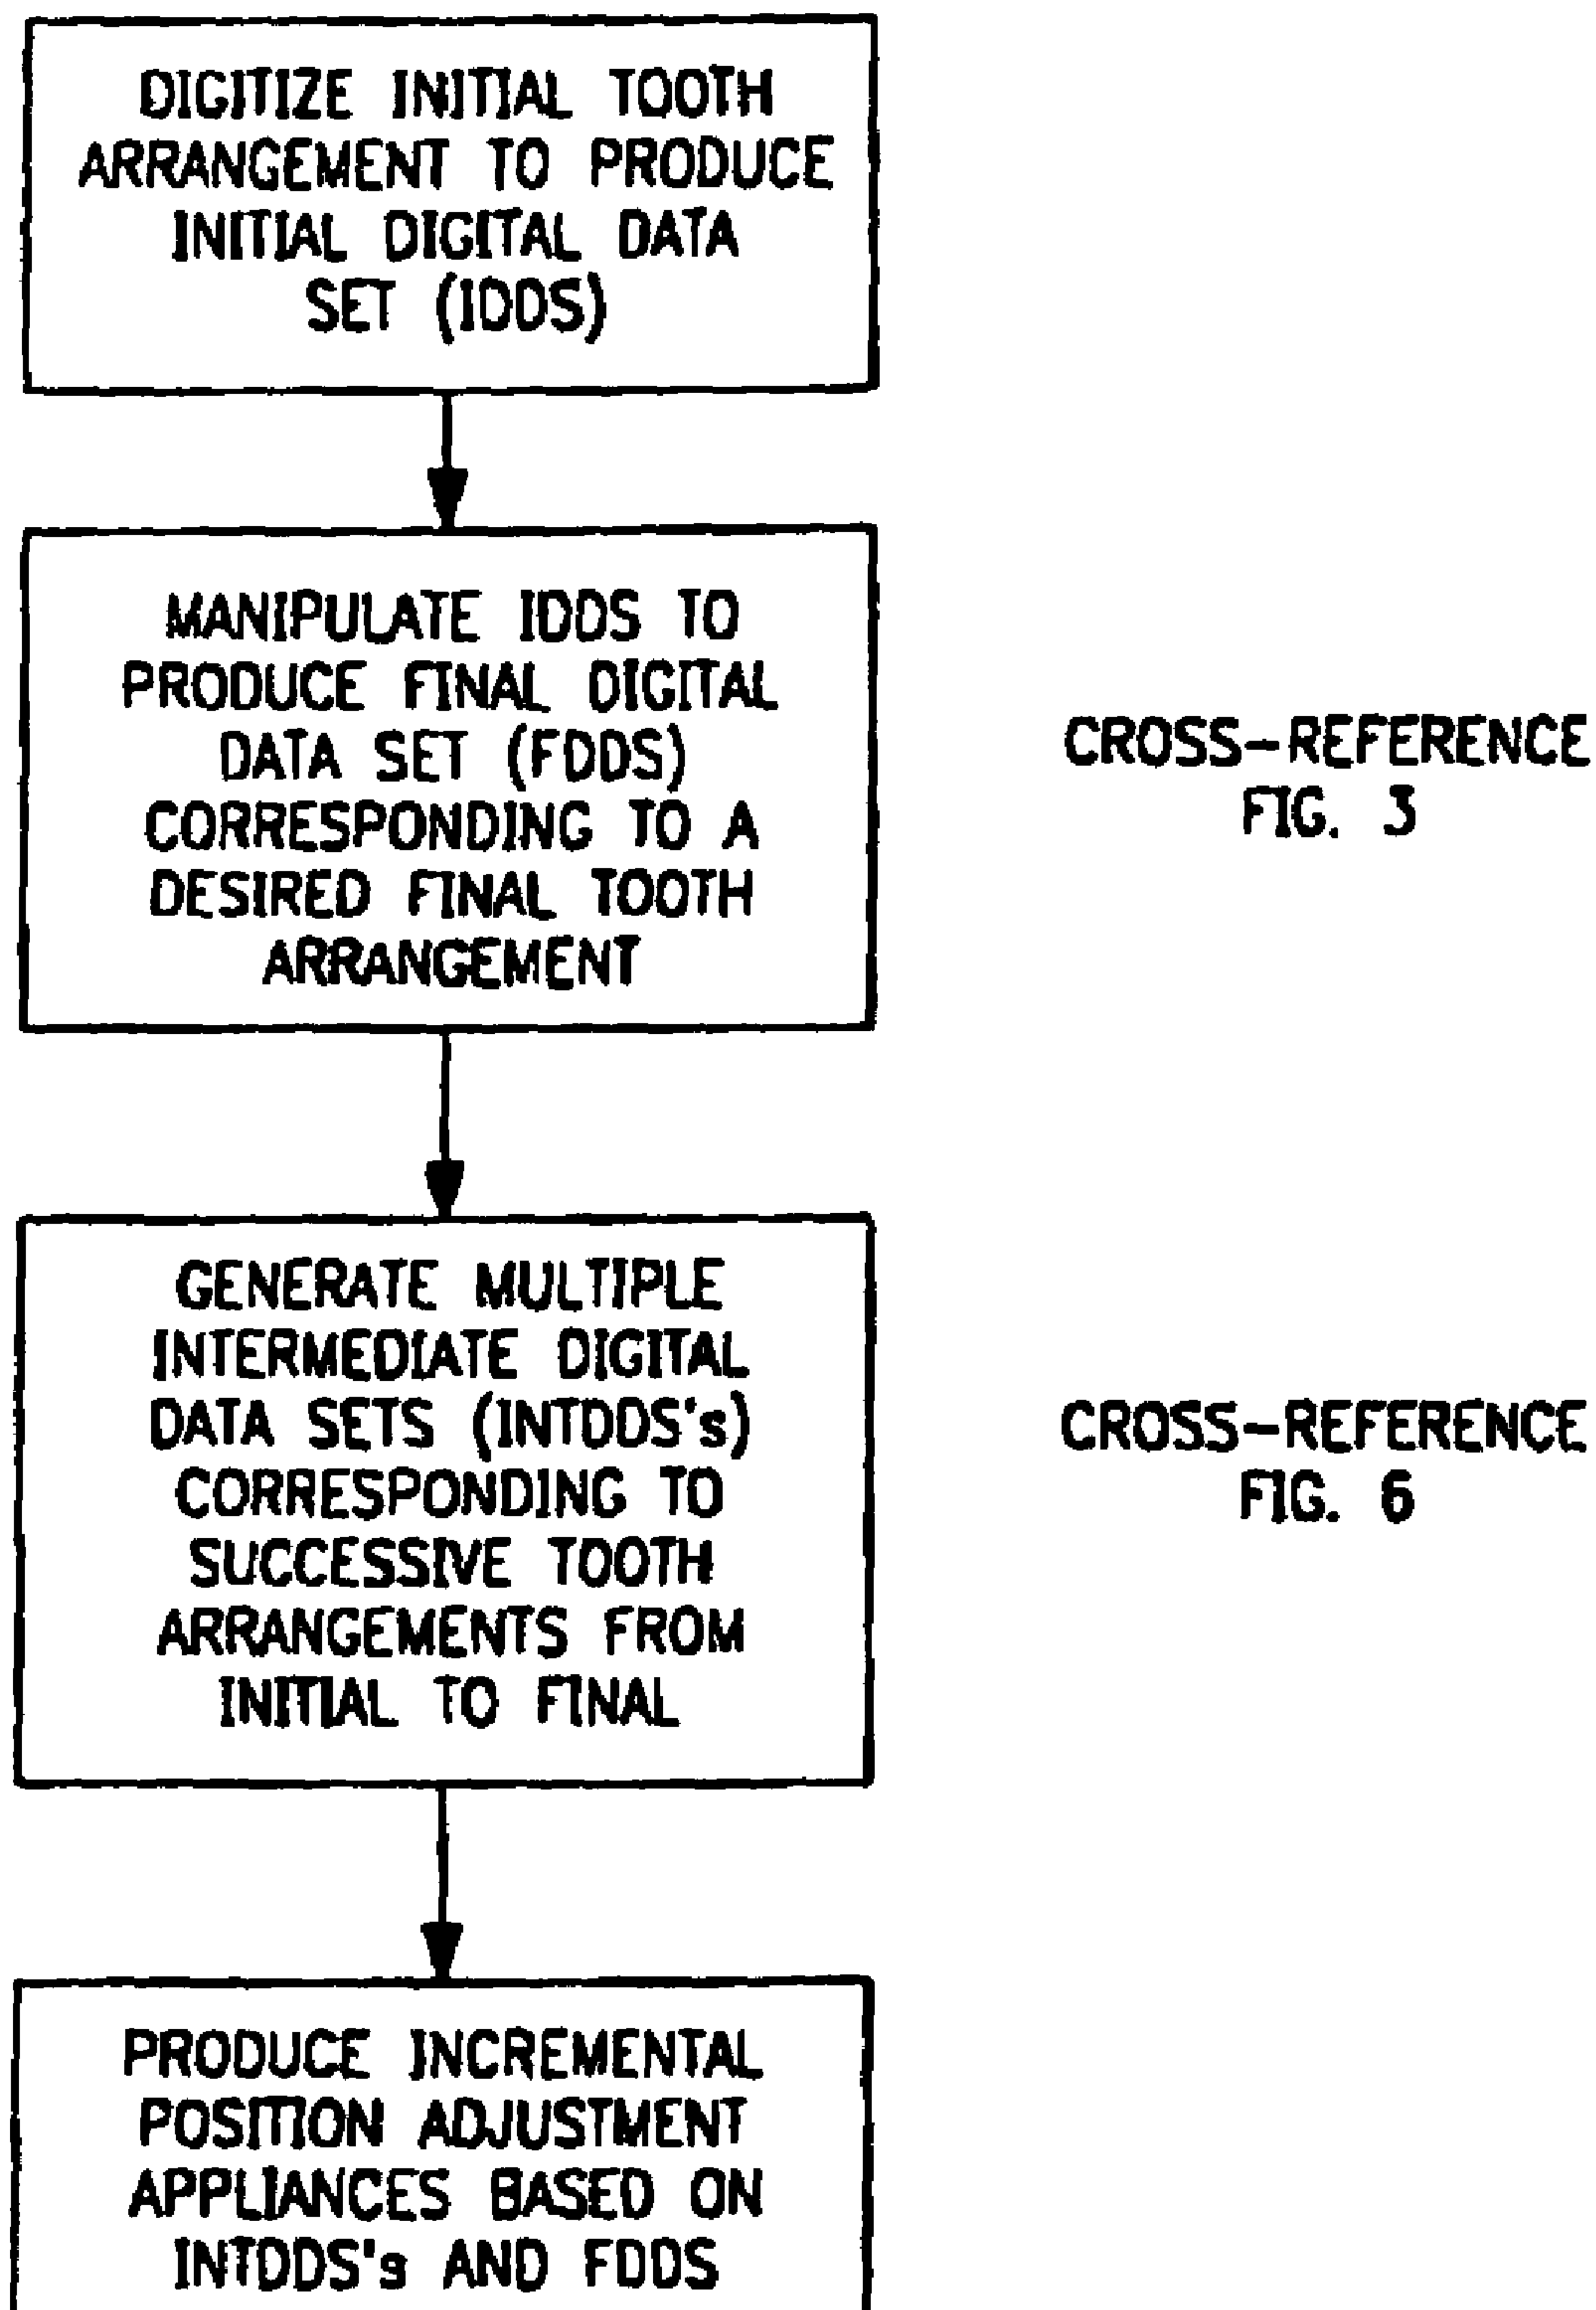 DIGITIZE INITIAL TOOTH
ARRANGEMENT TO PRODUCE
INITIAL DIGITAL DATA
SET (IDDS)
MANIPULATE IDDS TO
PRODUCE FINAL DIGITAL
DATA SET (FDDS)
CORRESPONDING TO A
DESIRED FINAL TOOTH
ARRANGEMENT
CROSS-REFERENCE
FIG. 3
GENERATE MULTIPLE
INTERMEDIATE DIGITAL
DATA SETS (INTDDS's)
CORRESPONDING TO
SUCCESSIVE TOOTH
ARRANGEMENTS FROM
INITIAL TO FINAL
CROSS-REFERENCE
FIG. 6
PRODUCE INCREMENTAL
POSITION ADJUSTMENT
APPLIANCES BASED ON
INTDDS's AND FDDS